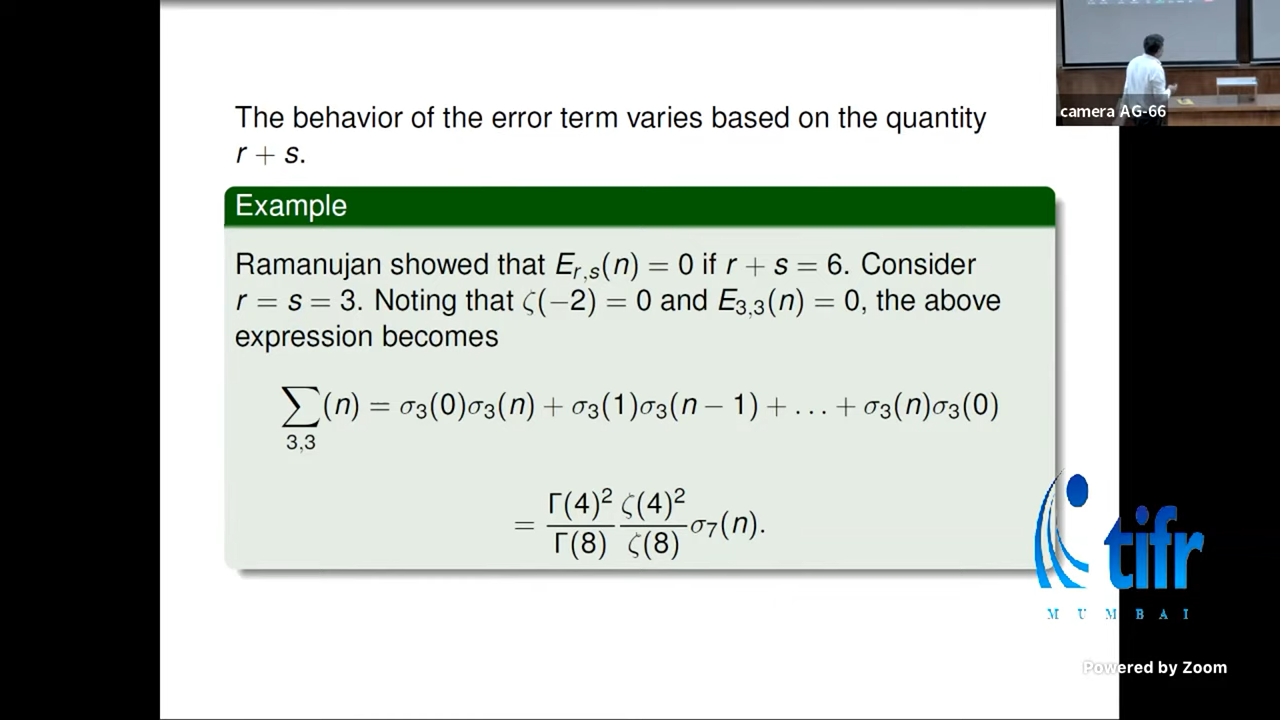 The behavior of the error term varies based on the quantity
r + s.
Example
Ramanujan showed that E_{r,s}(n) = 0 if r + s = 6. Consider
r = s = 3. Noting that ζ(−2) = 0 and E_{3,3}(n) = 0, the above
expression becomes
∑_{3,3}(n) = σ_3(0)σ_3(n) + σ_3(1)σ_3(n − 1) + … + σ_3(n)σ_3(0)
= \frac{Γ(4)^2}{Γ(8)} \frac{ζ(4)^2}{ζ(8)} σ_7(n).
camera AG-66
tifr
MUMBAI
Powered by Zoom